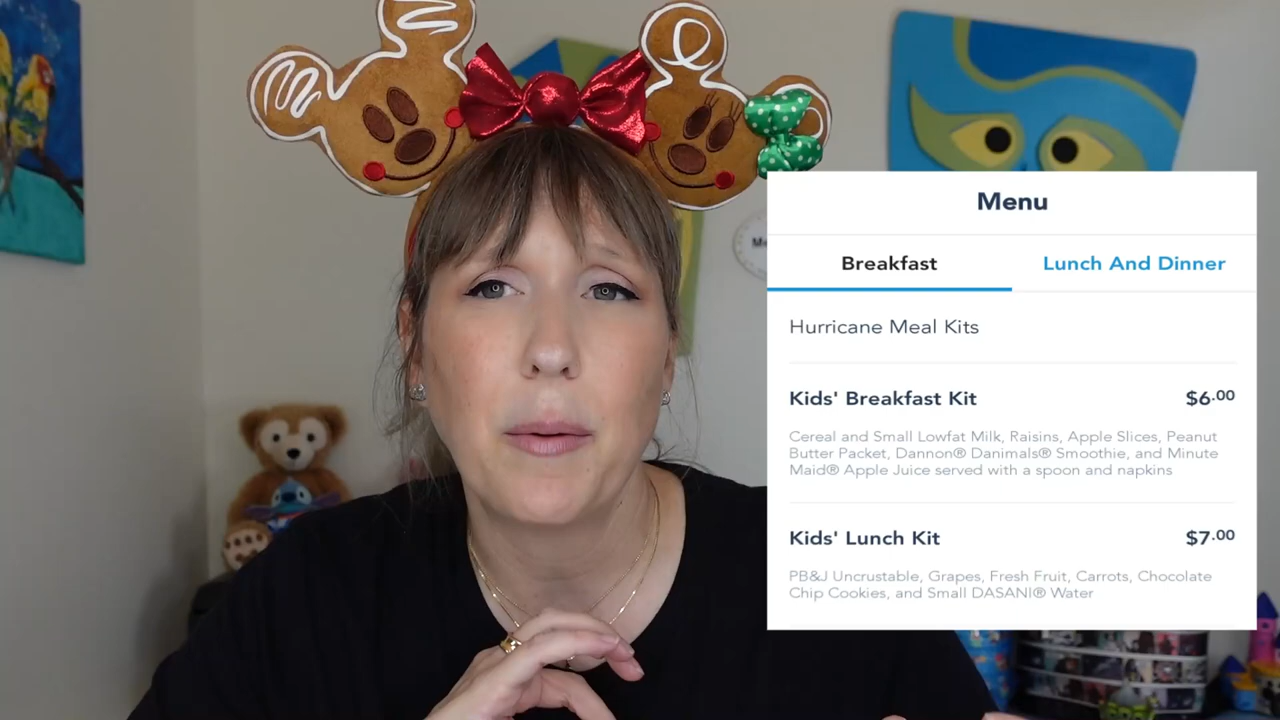 Menu
Breakfast
Lunch And Dinner
Hurricane Meal Kits
Kids' Breakfast Kit $6.00
Cereal and Small Lowfat Milk, Raisins, Apple Slices, Peanut
Butter Packet, Dannon® Danimals® Smoothie, and Minute
Maid® Apple Juice served with a spoon and napkins
Kids' Lunch Kit $7.00
PB&J Uncrustable, Grapes, Fresh Fruit, Carrots, Chocolate
Chip Cookies, and Small DASANI® Water